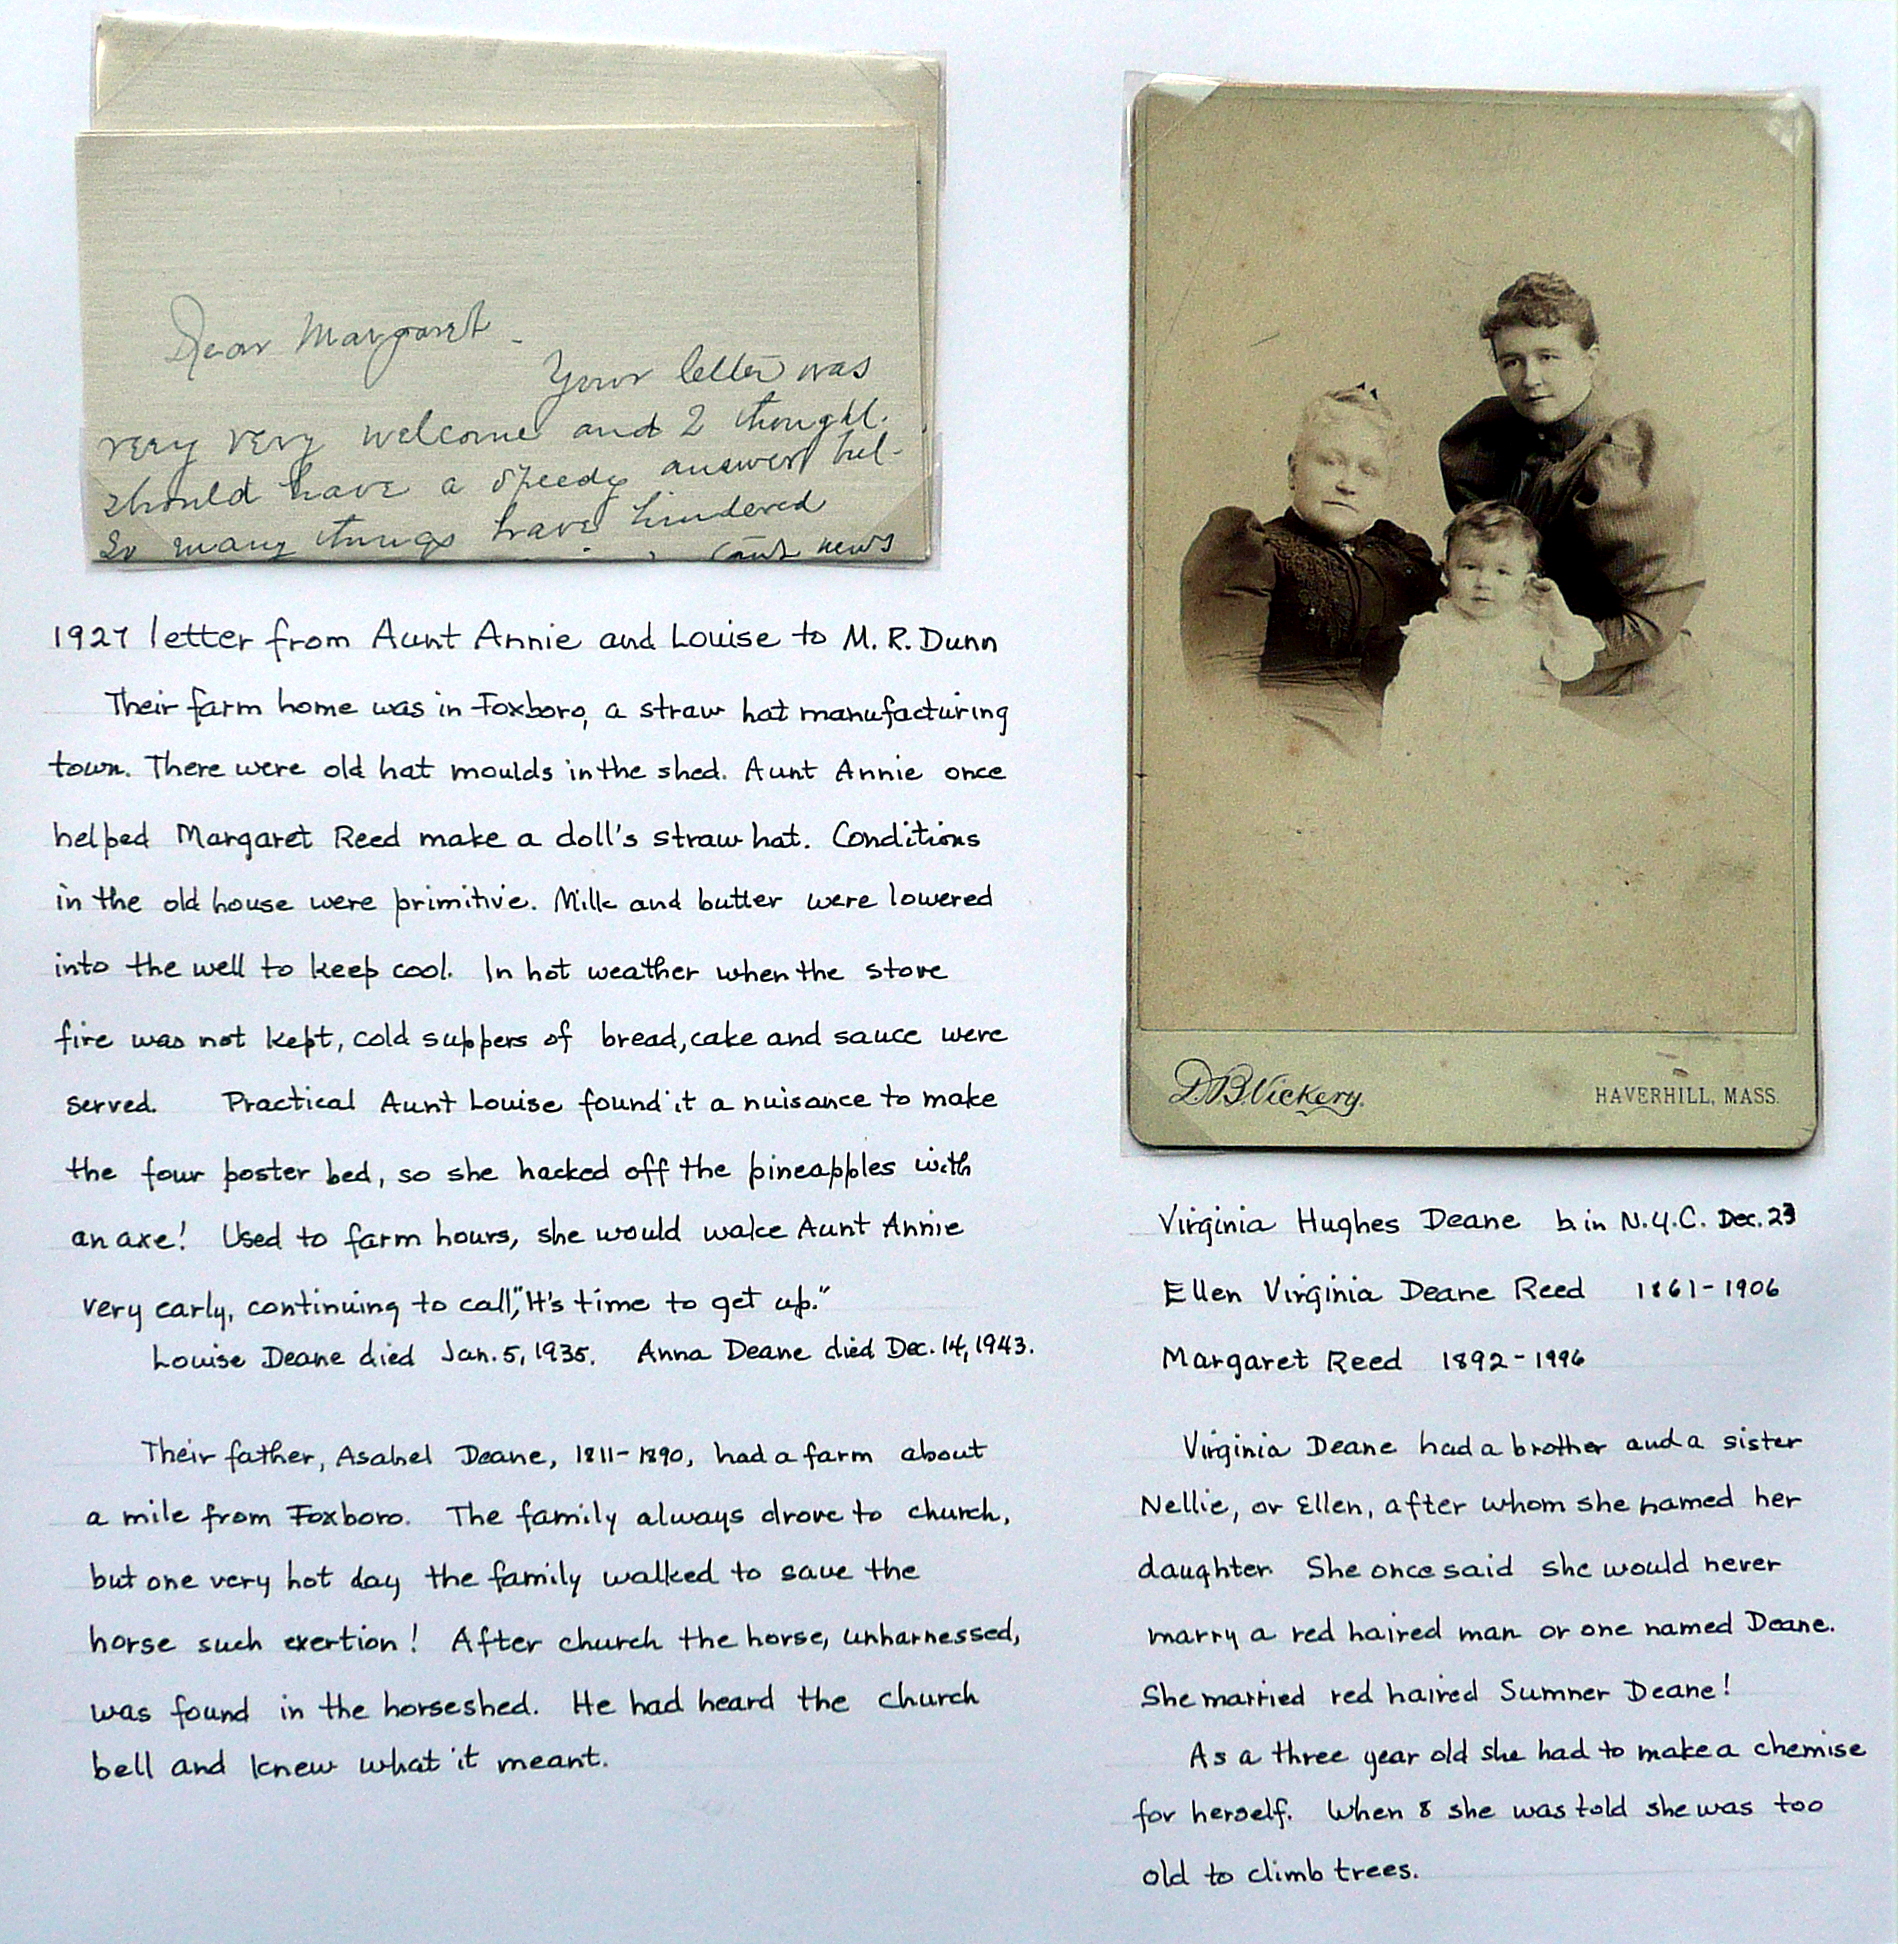 Dear Margaret -
Your letter was
very very welcome and I thought
should have a speedy answer but -
so many things have hindered
news
1927 letter from Aunt Annie and Louise to M. R. Dunn
Their farm home was in Foxboro, a straw hat manufacturing
town. There were old hat moulds in the shed. Aunt Annie once
helped Margaret Reed make a doll's straw hat. Conditions
in the old house were primitive. Milk and butter were lowered
into the well to keep cool. In hot weather when the stove
fire was not kept, cold suppers of bread, cake and sauce were
served. Practical Aunt Louise found it a nuisance to make
the four poster bed, so she hacked off the pineapples with
an axe! Used to farm hours, she would wake Aunt Annie
very early, continuing to call, "It's time to get up."
Louise Deane died Jan. 5, 1935. Anna Deane died Dec. 14, 1943.
Their father, Asahel Deane, 1811-1890, had a farm about
a mile from Foxboro. The family always drove to church,
but one very hot day the family walked to save the
horse such exertion! After church the horse, unharnessed,
was found in the horseshed. He had heard the church
bell and knew what it meant.
D. B. Vickery.
HAVERHILL, MASS.
Virginia Hughes Deane b. in N.Y.C. Dec. 23
Ellen Virginia Deane Reed 1861-1906
Margaret Reed 1892-1996
Virginia Deane had a brother and a sister
Nellie, or Ellen, after whom she named her
daughter. She once said she would never
marry a red haired man or one named Deane.
She married red haired Sumner Deane!
As a three year old she had to make a chemise
for herself. When 8 she was told she was too
old to climb trees.